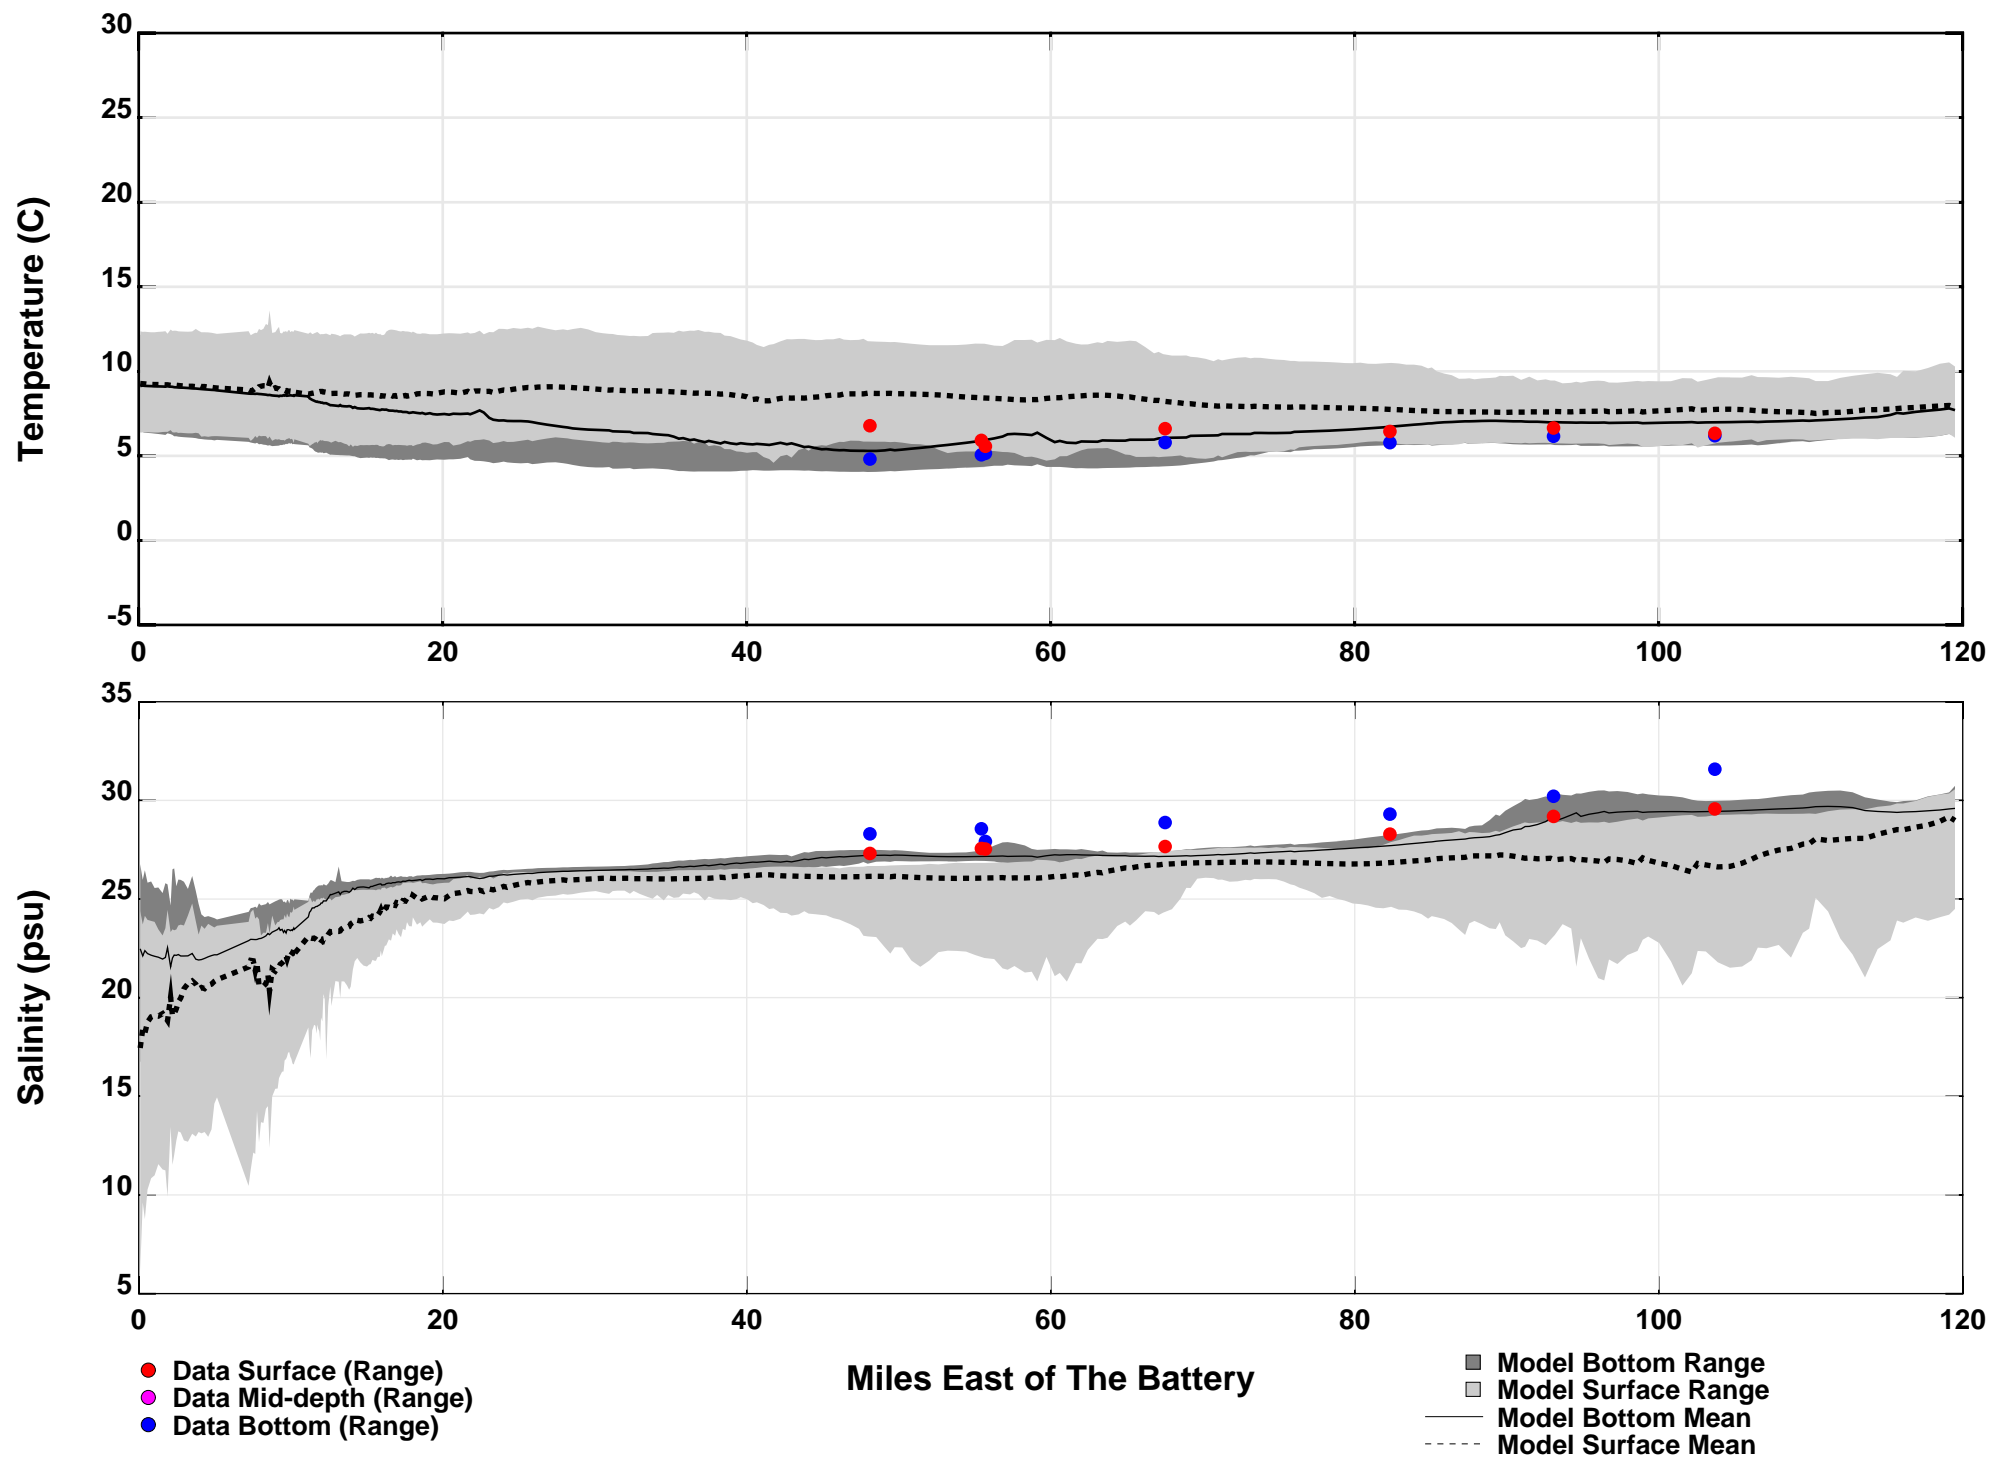 30
25
20
15
10
5
0
-5
Temperature (C)
0 20 40 60 80 100 120
35
30
25
20
15
10
5
Salinity (psu)
0 20 40 60 80 100 120
Miles East of The Battery
Data Surface (Range)
Data Mid-depth (Range)
Data Bottom (Range)
Model Bottom Range
Model Surface Range
Model Bottom Mean
Model Surface Mean